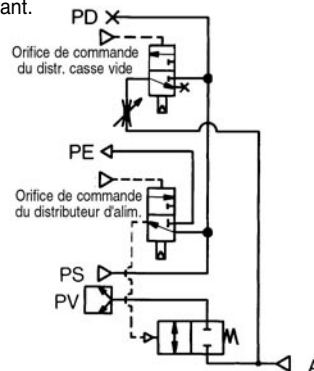 ant.
PD
Orifice de commande
du distr. casse vide
PE
Orifice de commande
du distributeur d'alim.
PS
PV
A